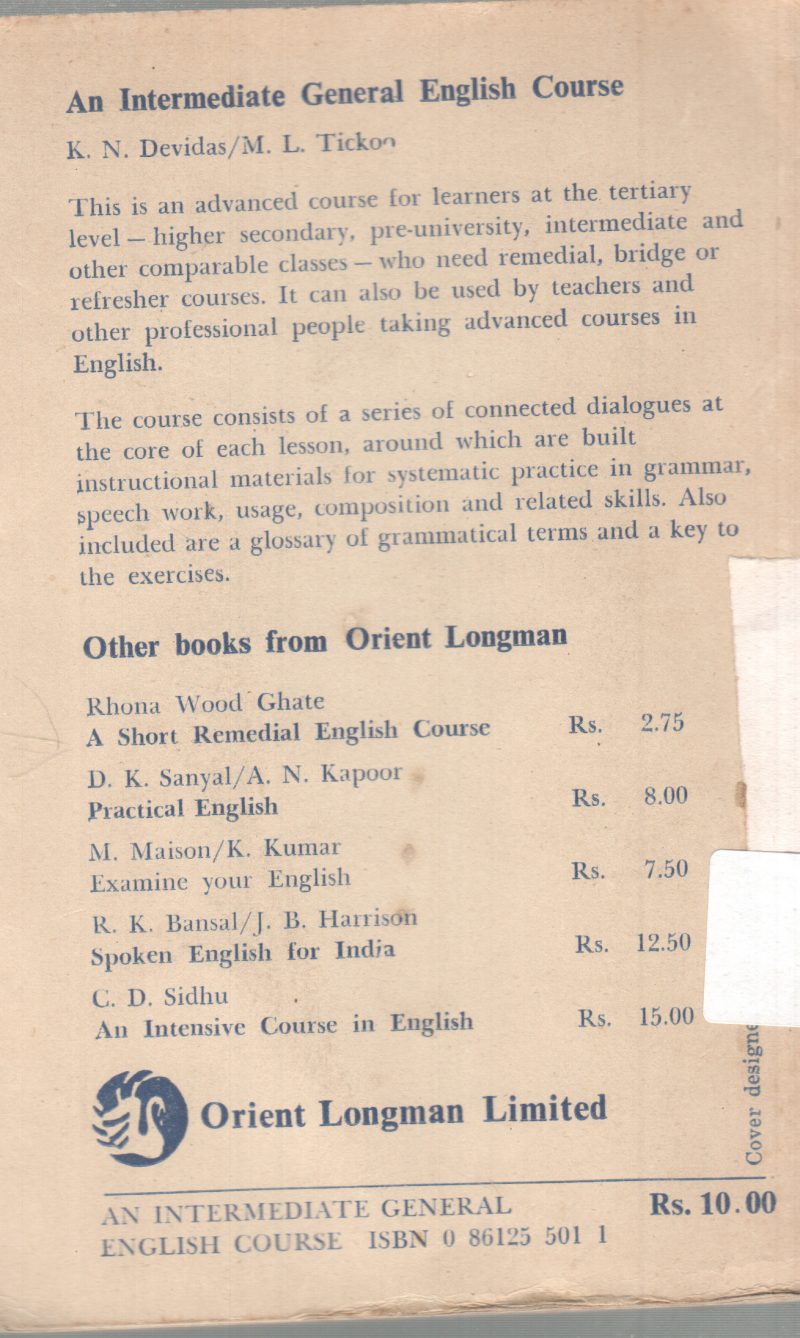 An Intermediate General English Course
K. N. Devidas/M. L. Tickoo
This is an advanced course for learners at the tertiary
level – higher secondary, pre-university, intermediate and
other comparable classes – who need remedial, bridge or
refresher courses. It can also be used by teachers and
other professional people taking advanced courses in
English.
The course consists of a series of connected dialogues at
the core of each lesson, around which are built
instructional materials for systematic practice in grammar,
speech work, usage, composition and related skills. Also
included are a glossary of grammatical terms and a key to
the exercises.
Other books from Orient Longman
Rhona Wood Ghate
A Short Remedial English Course Rs. 2.75
D. K. Sanyal/A. N. Kapoor
Practical English Rs. 8.00
M. Maison/K. Kumar
Examine your English Rs. 7.50
R. K. Bansal/J. B. Harrison
Spoken English for India Rs. 12.50
C. D. Sidhu
An Intensive Course in English Rs. 15.00
Orient Longman Limited
Cover designe
AN INTERMEDIATE GENERAL Rs. 10.00
ENGLISH COURSE ISBN 0 86125 501 1